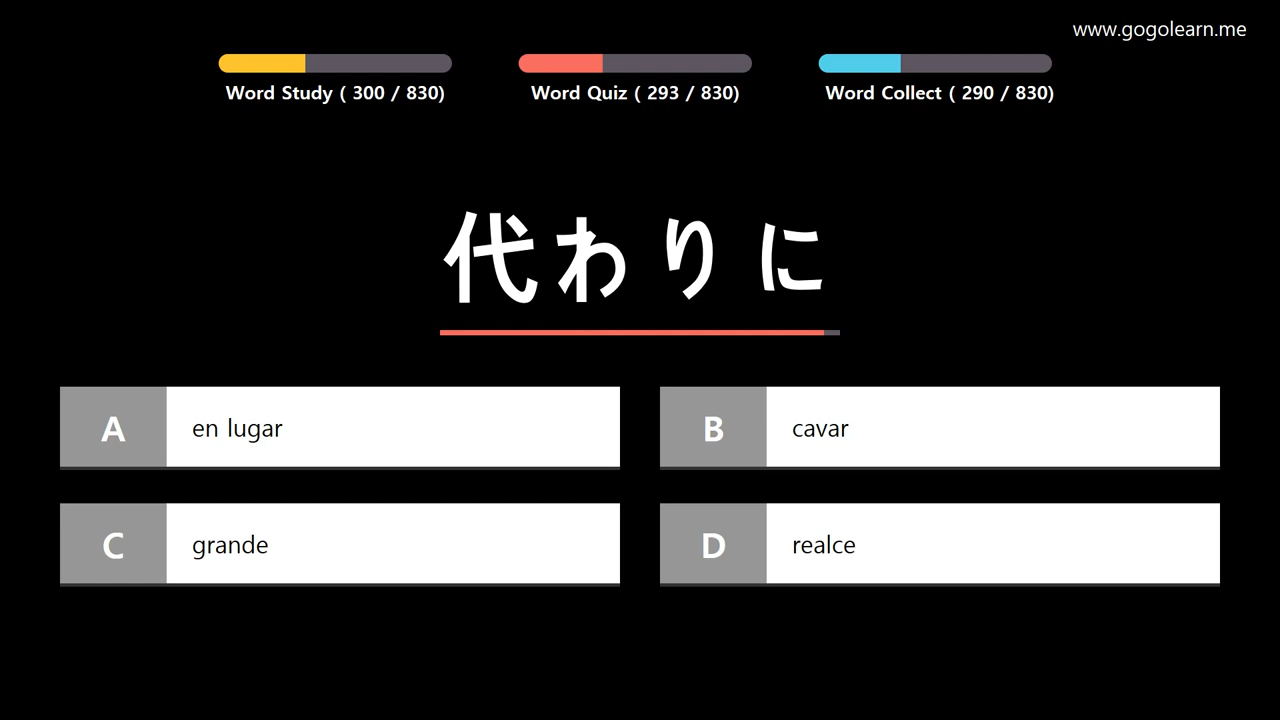 www.gogolearn.me
Word Study ( 300 / 830)
Word Quiz ( 293 / 830)
Word Collect ( 290 / 830)
代わりに
A en lugar
B cavar
C grande
D realce